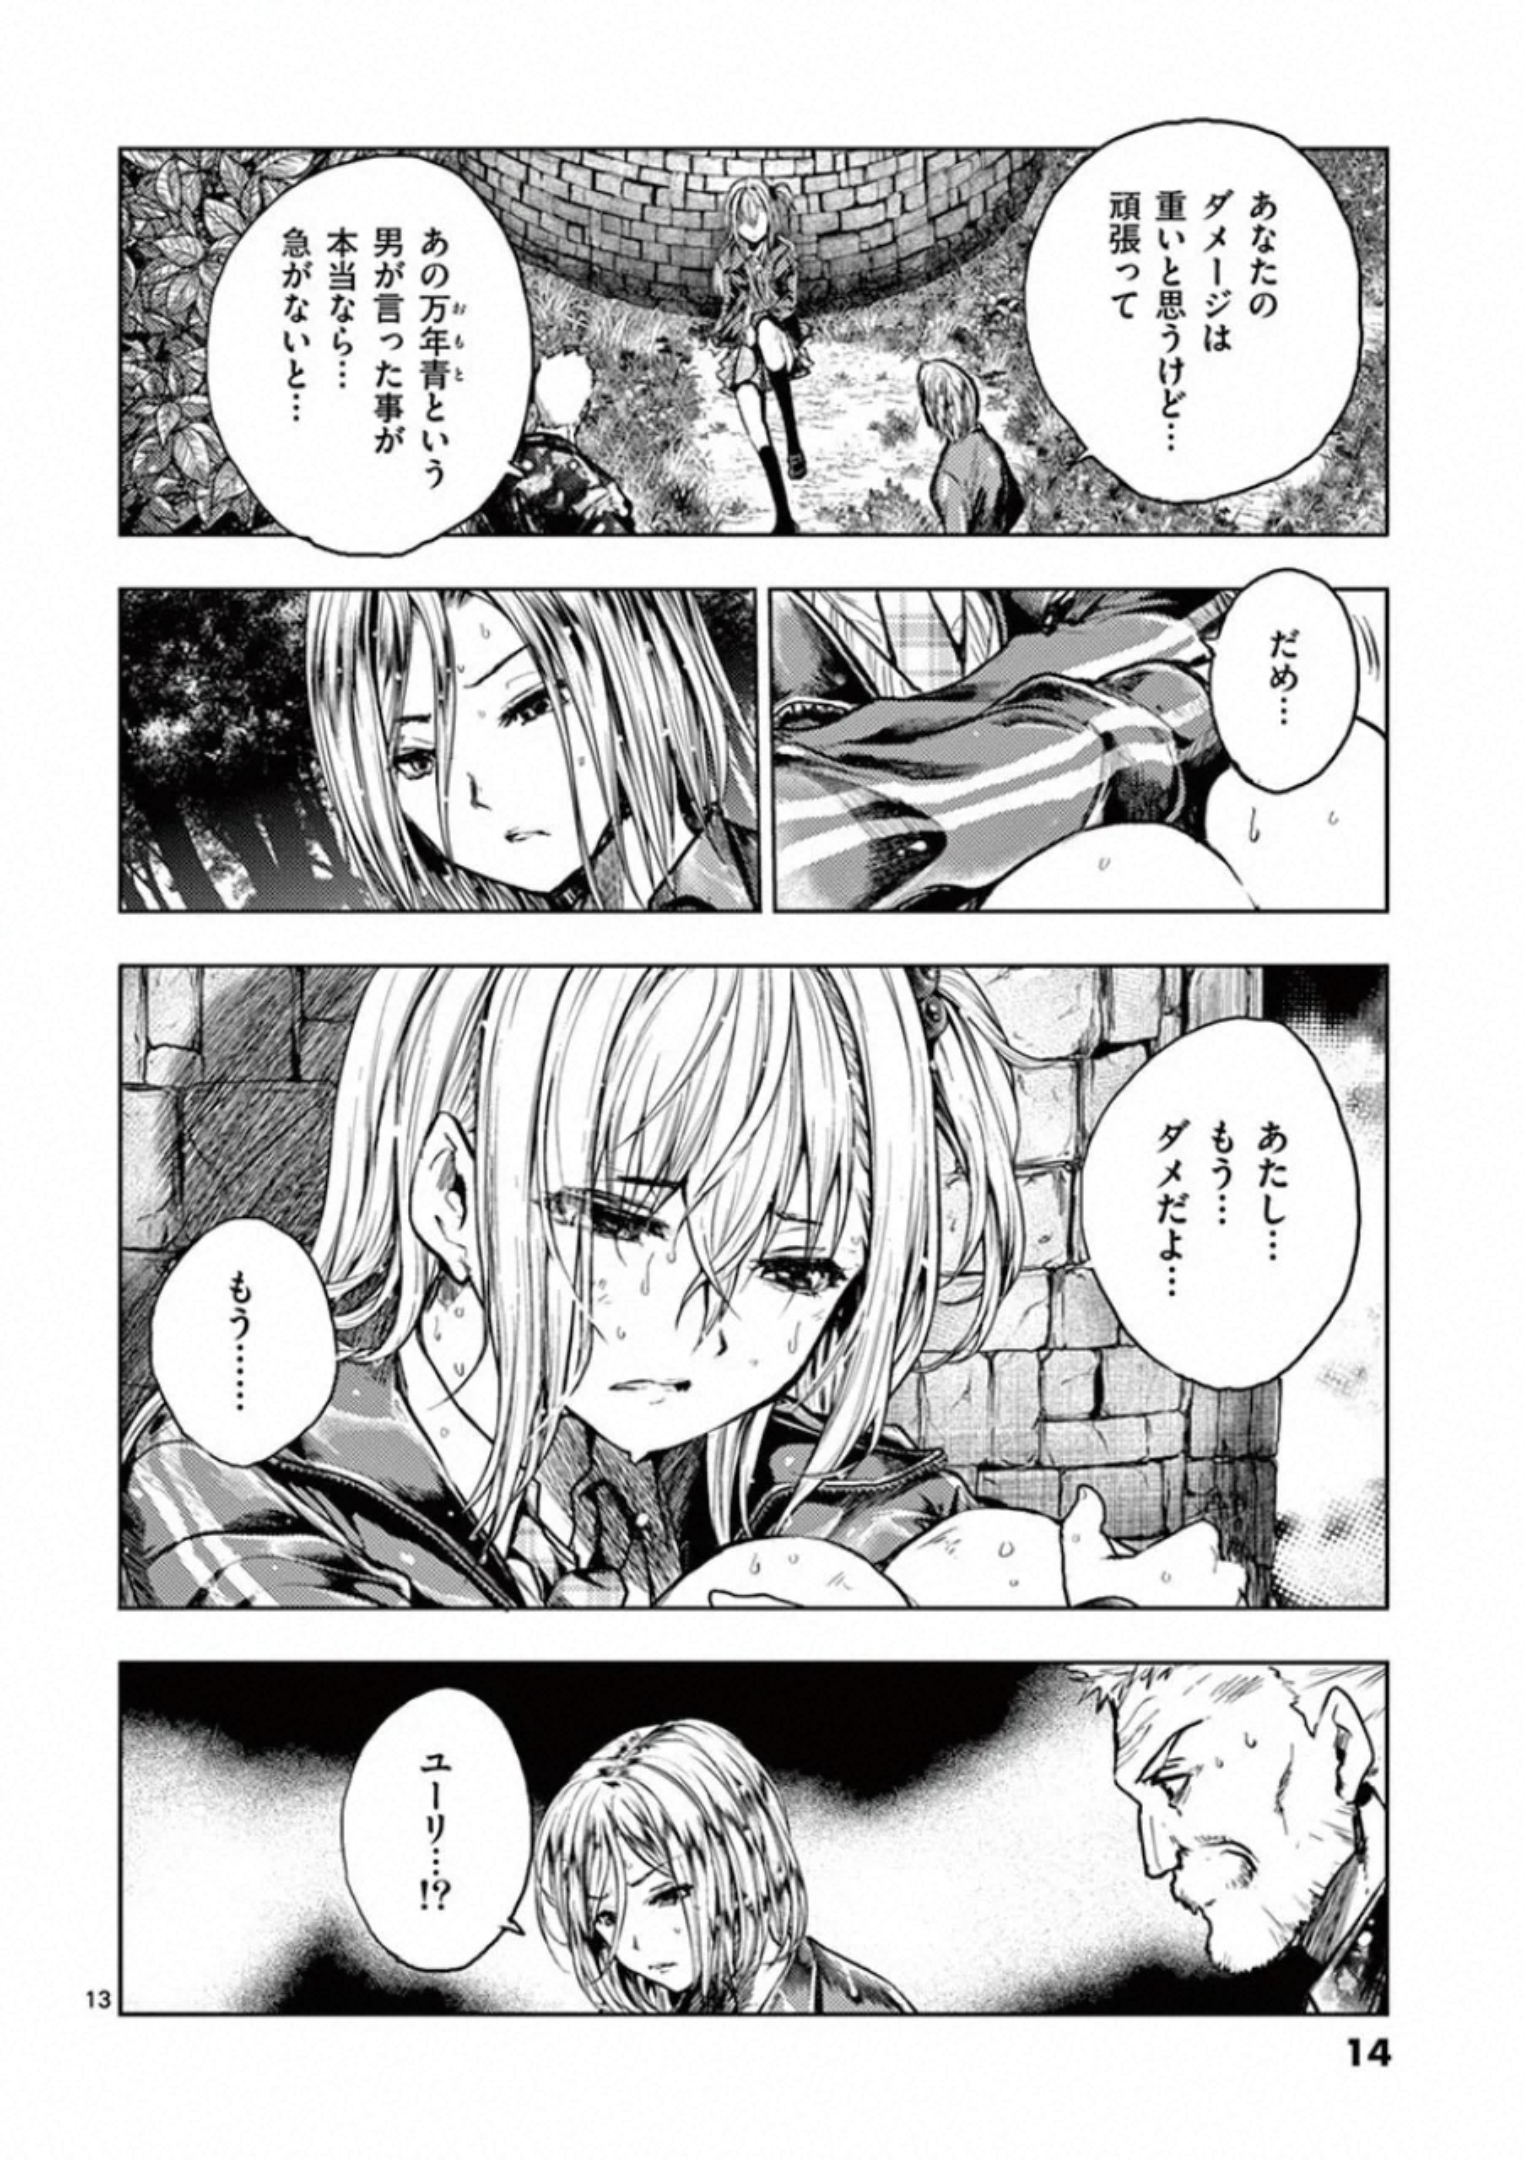 あなたの
ダメージは
重いと思うけど…
頑張って
あの万年青という
おもと
男が言った事が
本当なら…
急がないと…
だめ…
あたし…
もう…
ダメだよ…
もう……
ユーリ…!?
13
14